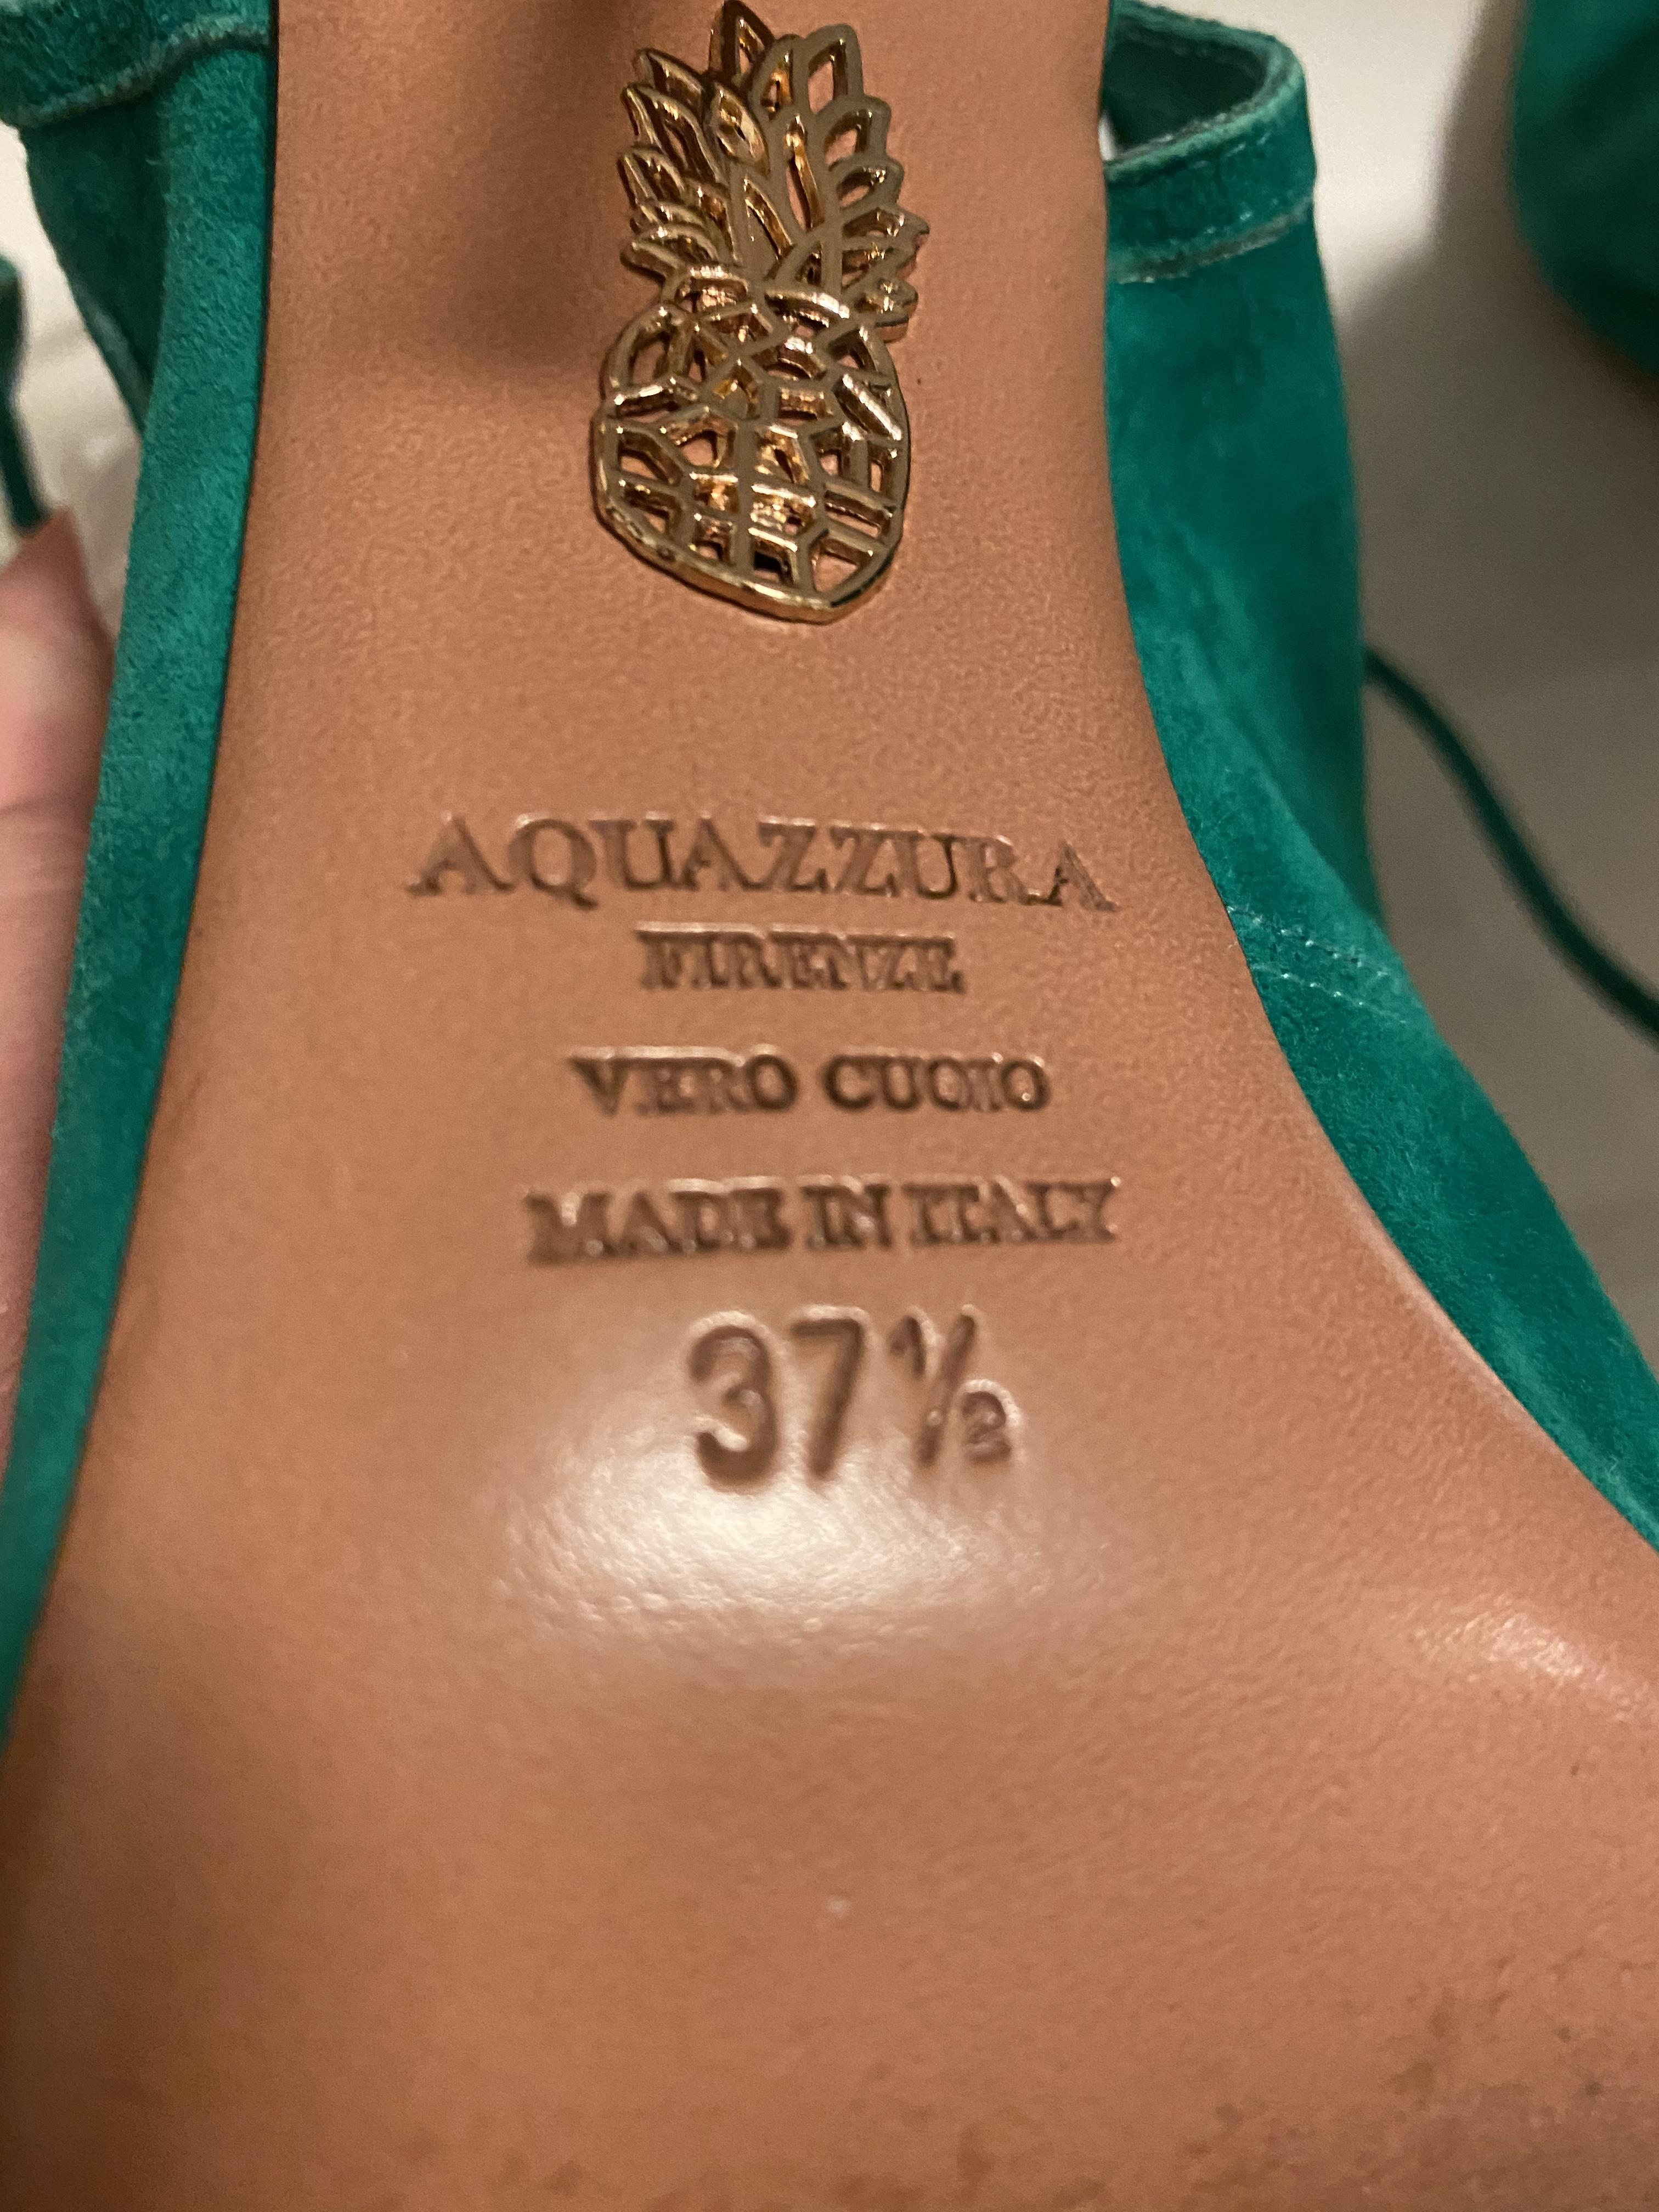 AQUAZZURA
FIRENZE
VERO CUOIO
MADE IN ITALY
37½